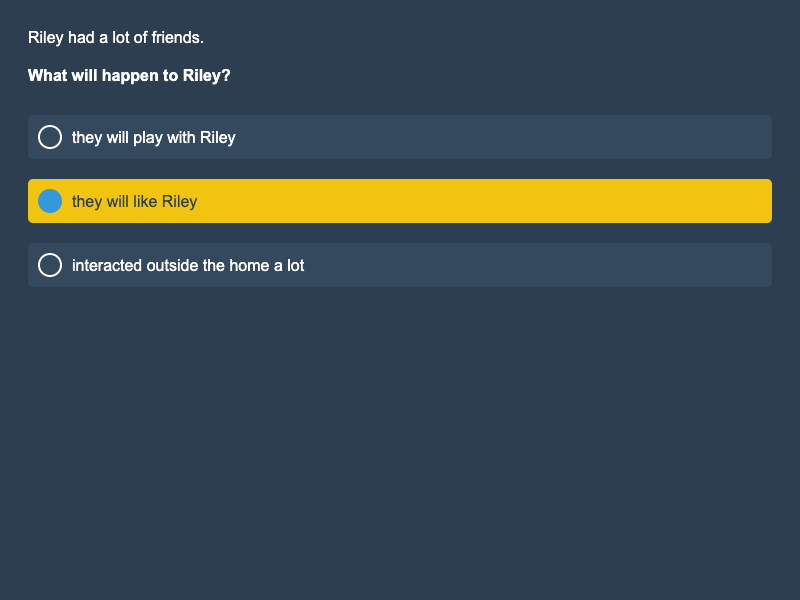 Riley had a lot of friends.
What will happen to Riley?
they will play with Riley
they will like Riley
interacted outside the home a lot